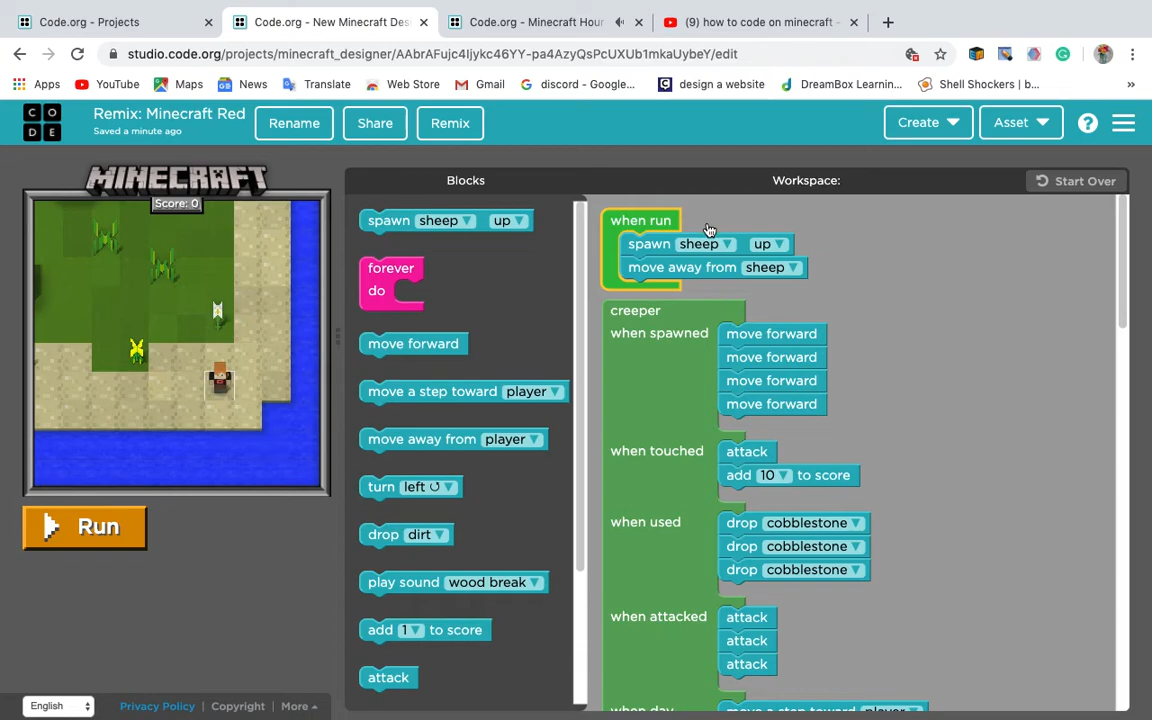 Code.org - Projects
Code.org - New Minecraft Des
Code.org - Minecraft Hour
(9) how to code on minecraft -
studio.code.org/projects/minecraft_designer/AAbrAFujc4Ijykc46YY-pa4AzyQsPcUXUb1mkaUybeY/edit
Apps
YouTube
Maps
News
Translate
Web Store
Gmail
discord - Google...
design a website
DreamBox Learnin...
Shell Shockers | b...
»
C O
D E
Remix: Minecraft Red
Saved a minute ago
Rename
Share
Remix
Create
Asset
?
MINECRAFT
Score: 0
Run
Blocks
Workspace:
Start Over
spawn sheep up
forever
do
move forward
move a step toward player
move away from player
turn left
drop dirt
play sound wood break
add 1 to score
attack
when run
spawn sheep up
move away from sheep
creeper
when spawned
move forward
move forward
move forward
move forward
when touched
attack
add 10 to score
when used
drop cobblestone
drop cobblestone
drop cobblestone
when attacked
attack
attack
attack
when day
move a step toward player
English
Privacy Policy
Copyright
More